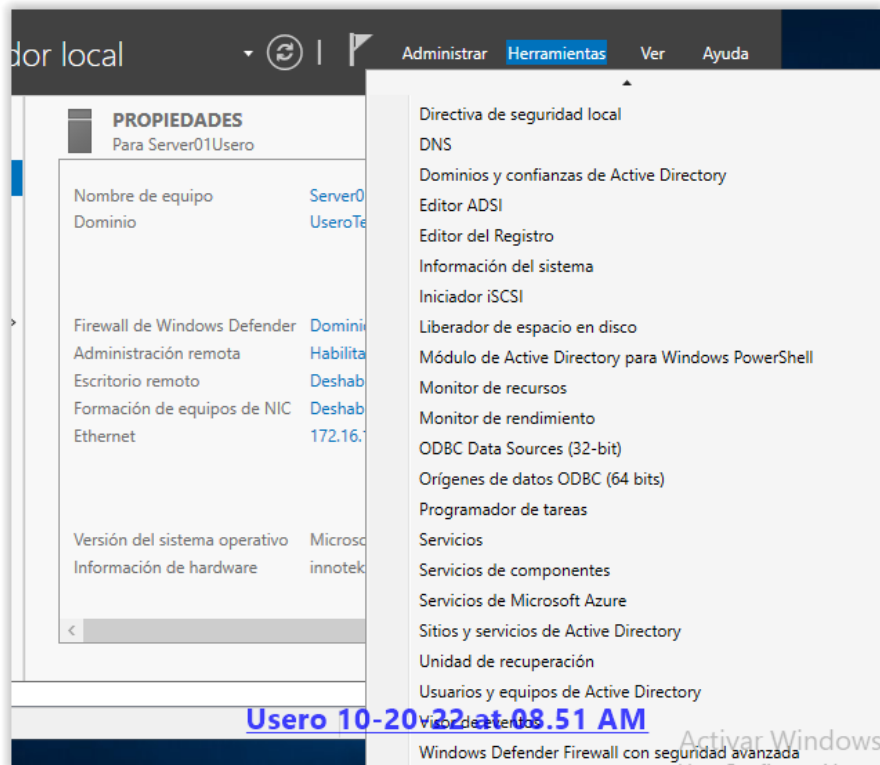 dor local
Administrar Herramientas Ver Ayuda
PROPIEDADES
Para Server01Usero
Nombre de equipo Server0
Dominio UseroTe
Firewall de Windows Defender Dominio
Administración remota Habilita
Escritorio remoto Deshab
Formación de equipos de NIC Deshab
Ethernet 172.16.
Versión del sistema operativo Microso
Información de hardware innotek
Directiva de seguridad local
DNS
Dominios y confianzas de Active Directory
Editor ADSI
Editor del Registro
Información del sistema
Iniciador iSCSI
Liberador de espacio en disco
Módulo de Active Directory para Windows PowerShell
Monitor de recursos
Monitor de rendimiento
ODBC Data Sources (32-bit)
Orígenes de datos ODBC (64 bits)
Programador de tareas
Servicios
Servicios de componentes
Servicios de Microsoft Azure
Sitios y servicios de Active Directory
Unidad de recuperación
Usuarios y equipos de Active Directory
Visor de eventos
Windows Defender Firewall con seguridad avanzada
Usero 10-20-22 at 08.51 AM
Activar Windows